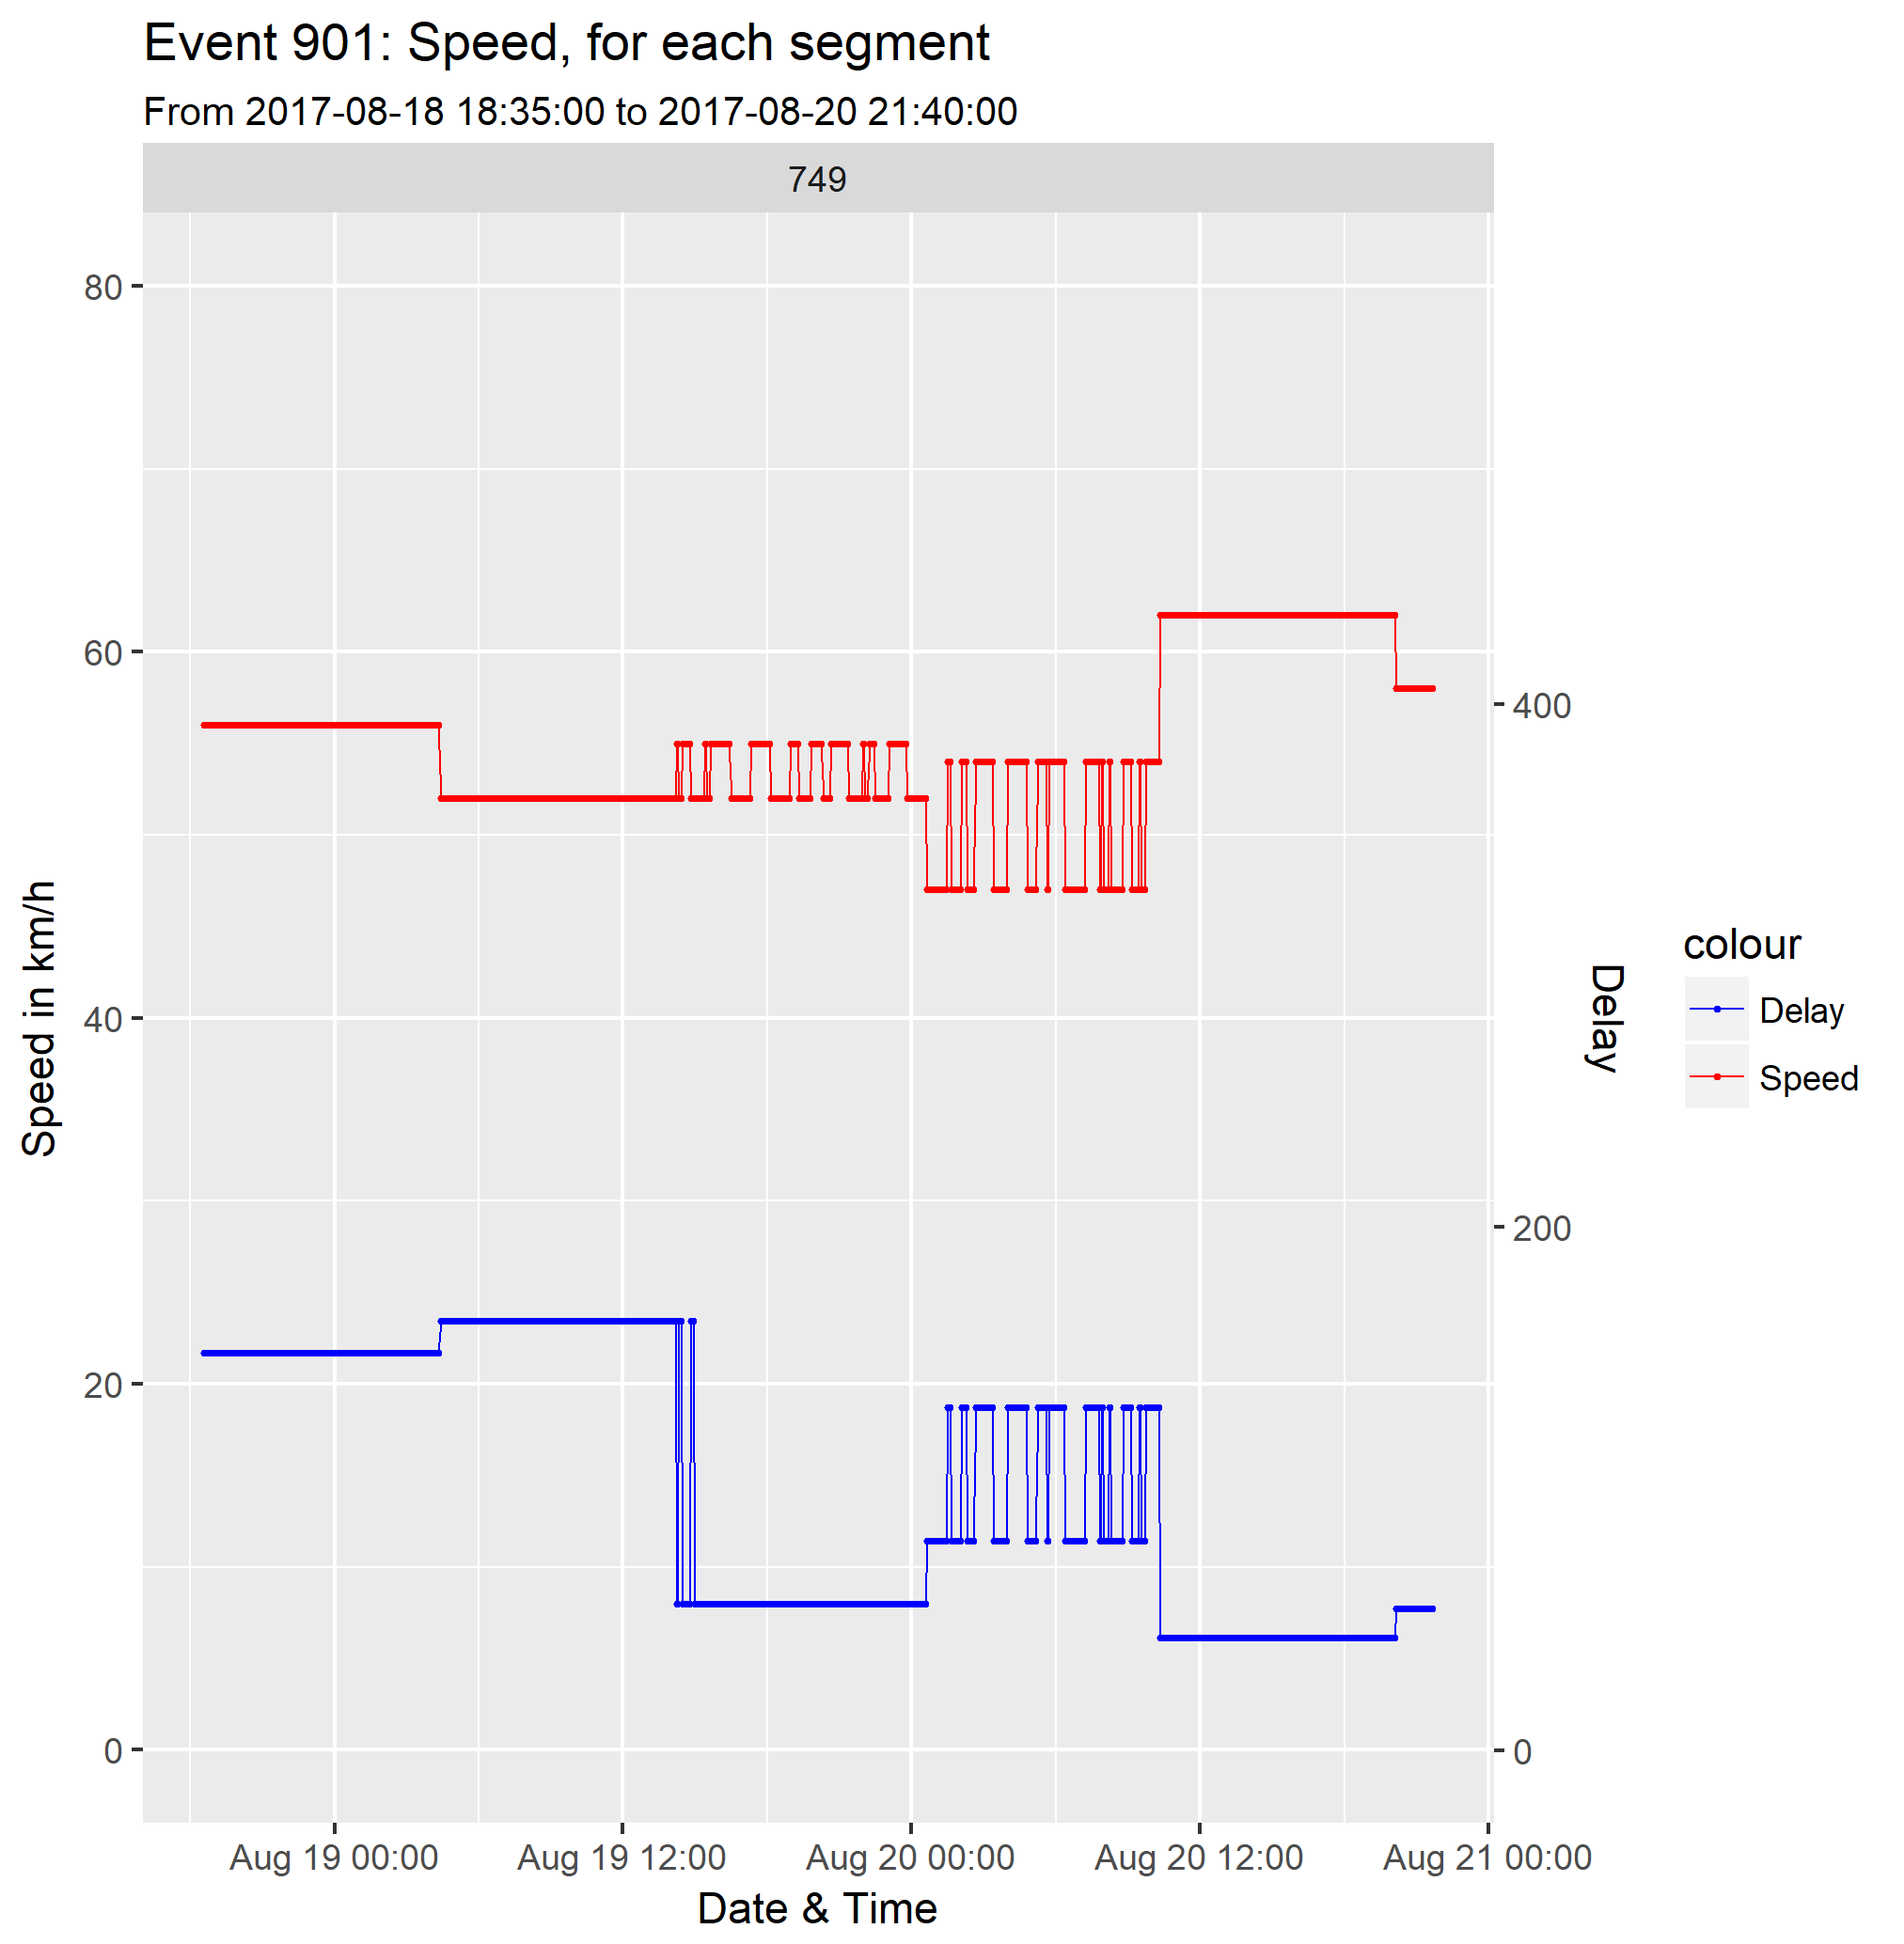 Event 901: Speed, for each segment
From 2017-08-18 18:35:00 to 2017-08-20 21:40:00
749
80
60
40
20
0
Speed in km/h
400
200
0
Delay
Aug 19 00:00
Aug 19 12:00
Aug 20 00:00
Aug 20 12:00
Aug 21 00:00
Date & Time
colour
Delay
Speed